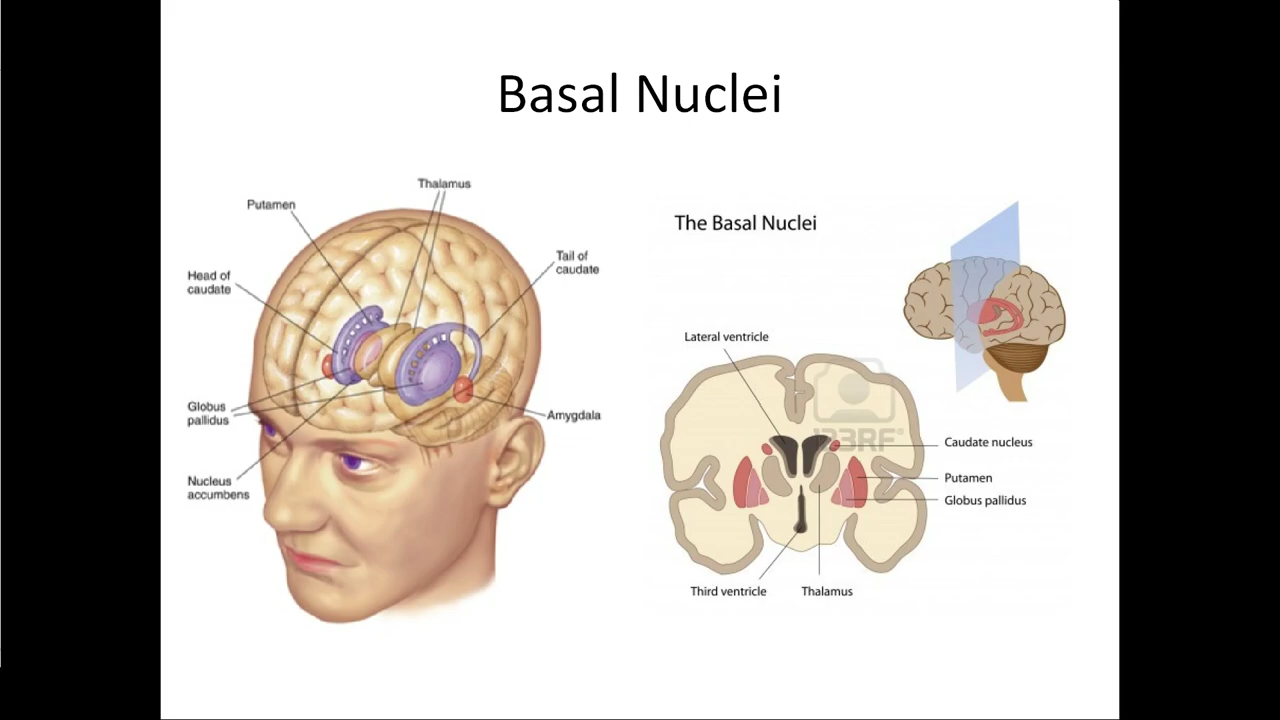 Basal Nuclei
Thalamus
Putamen
Tail of
caudate
Head of
caudate
Globus
pallidus
Amygdala
Nucleus
accumbens
The Basal Nuclei
Lateral ventricle
123RF®
Caudate nucleus
Putamen
Globus pallidus
Third ventricle
Thalamus